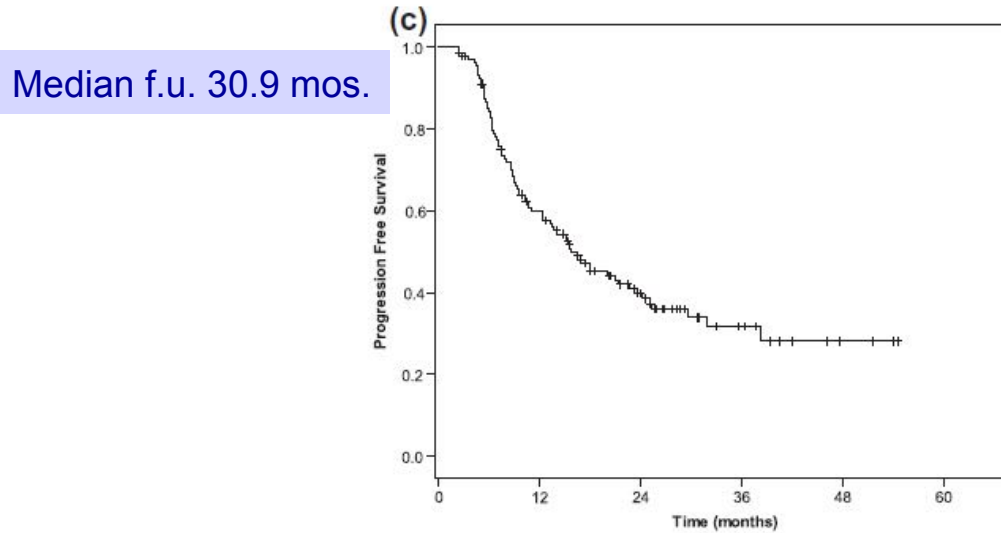 (c)
Median f.u. 30.9 mos.
Progression Free Survival
1.0
0.8
0.6
0.4
0.2
0.0
0 12 24 36 48 60
Time (months)